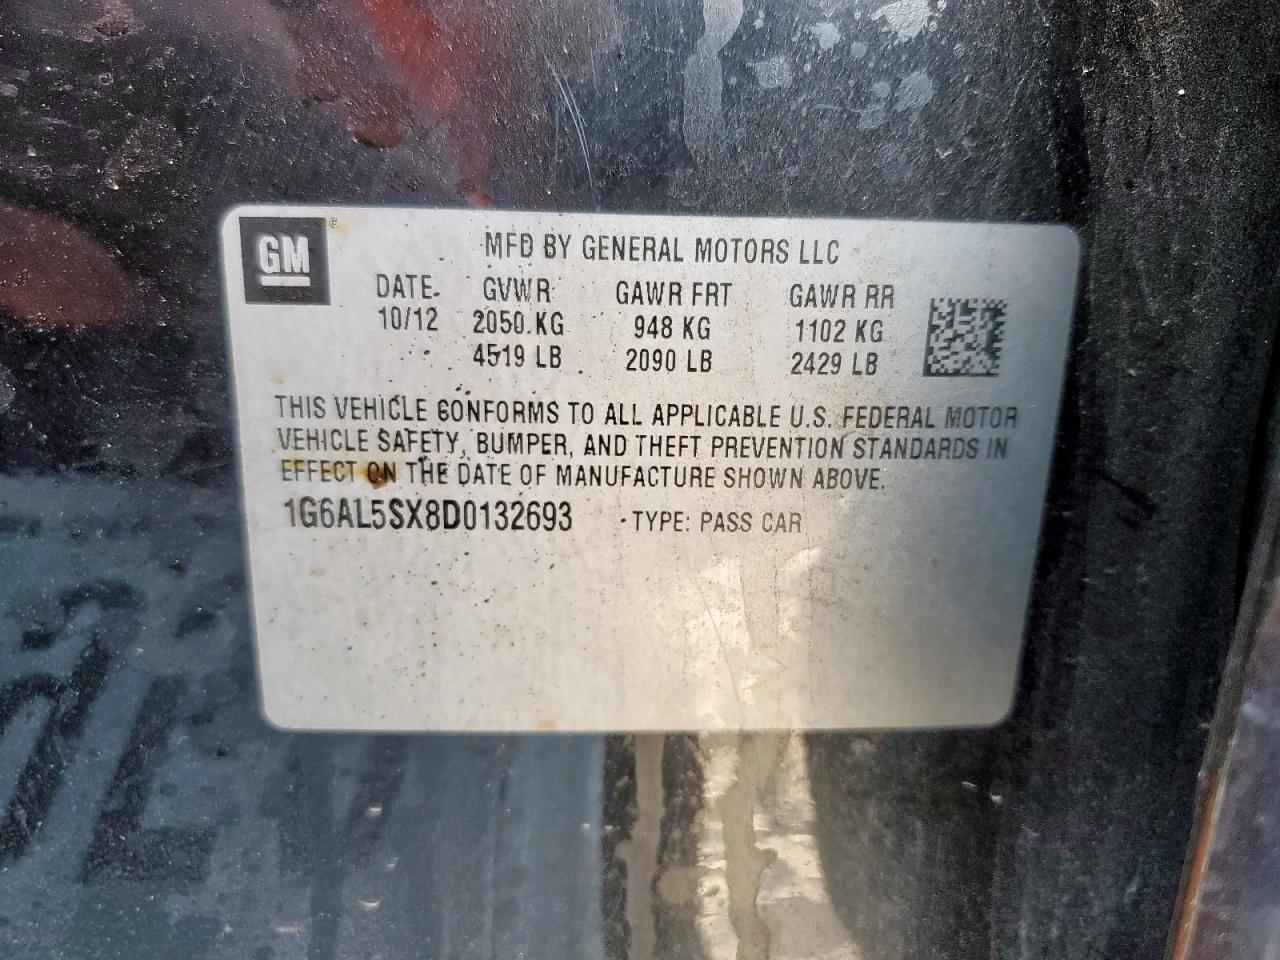 GM
MFD BY GENERAL MOTORS LLC
DATE GVWR GAWR FRT GAWR RR
10/12 2050 KG 948 KG 1102 KG
4519 LB 2090 LB 2429 LB
THIS VEHICLE CONFORMS TO ALL APPLICABLE U.S. FEDERAL MOTOR
VEHICLE SAFETY, BUMPER, AND THEFT PREVENTION STANDARDS IN
EFFECT ON THE DATE OF MANUFACTURE SHOWN ABOVE.
1G6AL5SX8D0132693 TYPE: PASS CAR